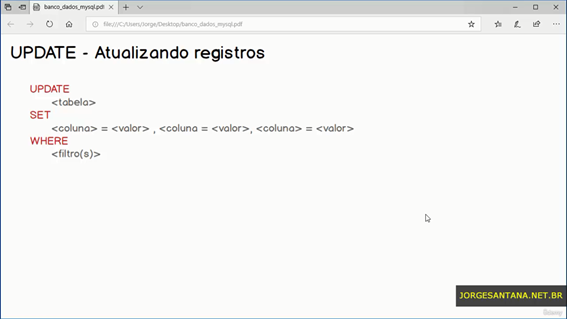 banco_dados_mysql.pdf
file:///C:/Users/Jorge/Desktop/banco_dados_mysql.pdf
UPDATE - Atualizando registros
UPDATE
<tabela>
SET
<coluna> = <valor> , <coluna = <valor>, <coluna> = <valor>
WHERE
<filtro(s)>
JORGESANTANA.NET.BR
Udemy